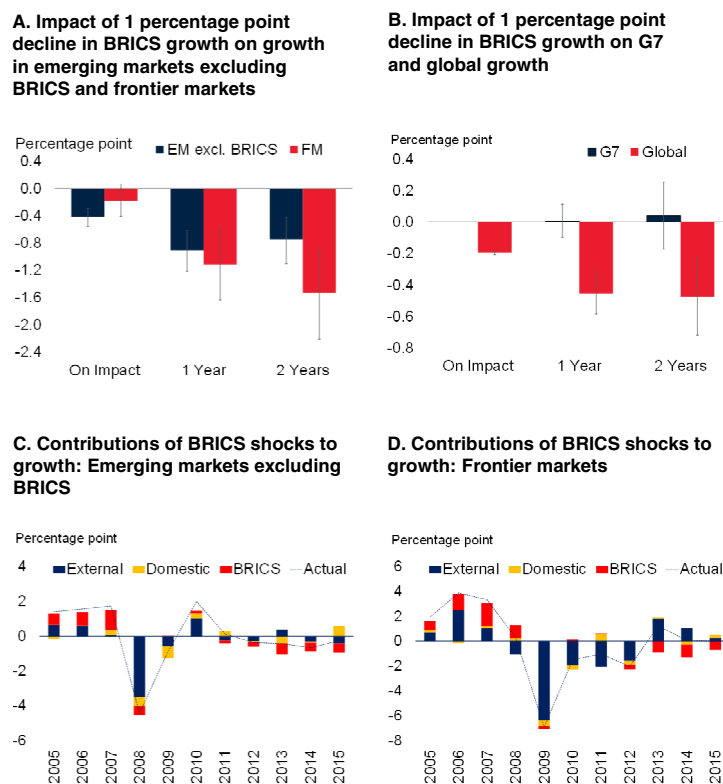 A. Impact of 1 percentage point
decline in BRICS growth on growth
in emerging markets excluding
BRICS and frontier markets
Percentage point
EM excl. BRICS FM
0.4
0.0
-0.4
-0.8
-1.2
-1.6
-2.0
-2.4
On Impact 1 Year 2 Years
B. Impact of 1 percentage point
decline in BRICS growth on G7
and global growth
Percentage point
G7 Global
0.4
0.2
0.0
-0.2
-0.4
-0.6
-0.8
On Impact 1 Year 2 Years
C. Contributions of BRICS shocks to
growth: Emerging markets excluding
BRICS
Percentage point
External Domestic BRICS Actual
4
2
0
-2
-4
-6
2005 2006 2007 2008 2009 2010 2011 2012 2013 2014 2015
D. Contributions of BRICS shocks to
growth: Frontier markets
Percentage point
External Domestic BRICS Actual
6
4
2
0
-2
-4
-6
-8
2005 2006 2007 2008 2009 2010 2011 2012 2013 2014 2015